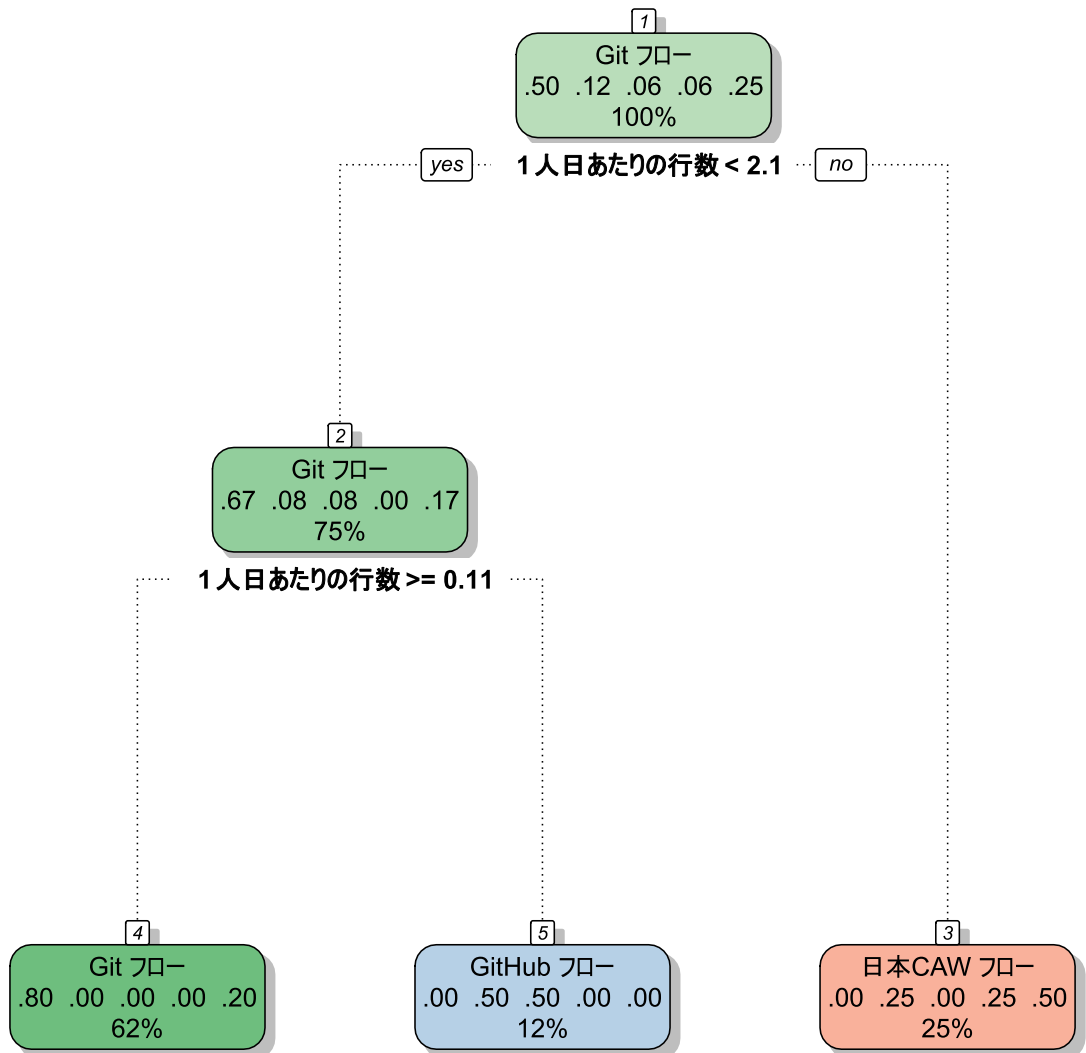 1
Git フロー
.50 .12 .06 .06 .25
100%
yes 1人日あたりの行数 < 2.1 no
2
Git フロー
.67 .08 .08 .00 .17
75%
1人日あたりの行数 >= 0.11
4
Git フロー
.80 .00 .00 .00 .20
62%
5
GitHub フロー
.00 .50 .50 .00 .00
12%
3
日本CAW フロー
.00 .25 .00 .25 .50
25%